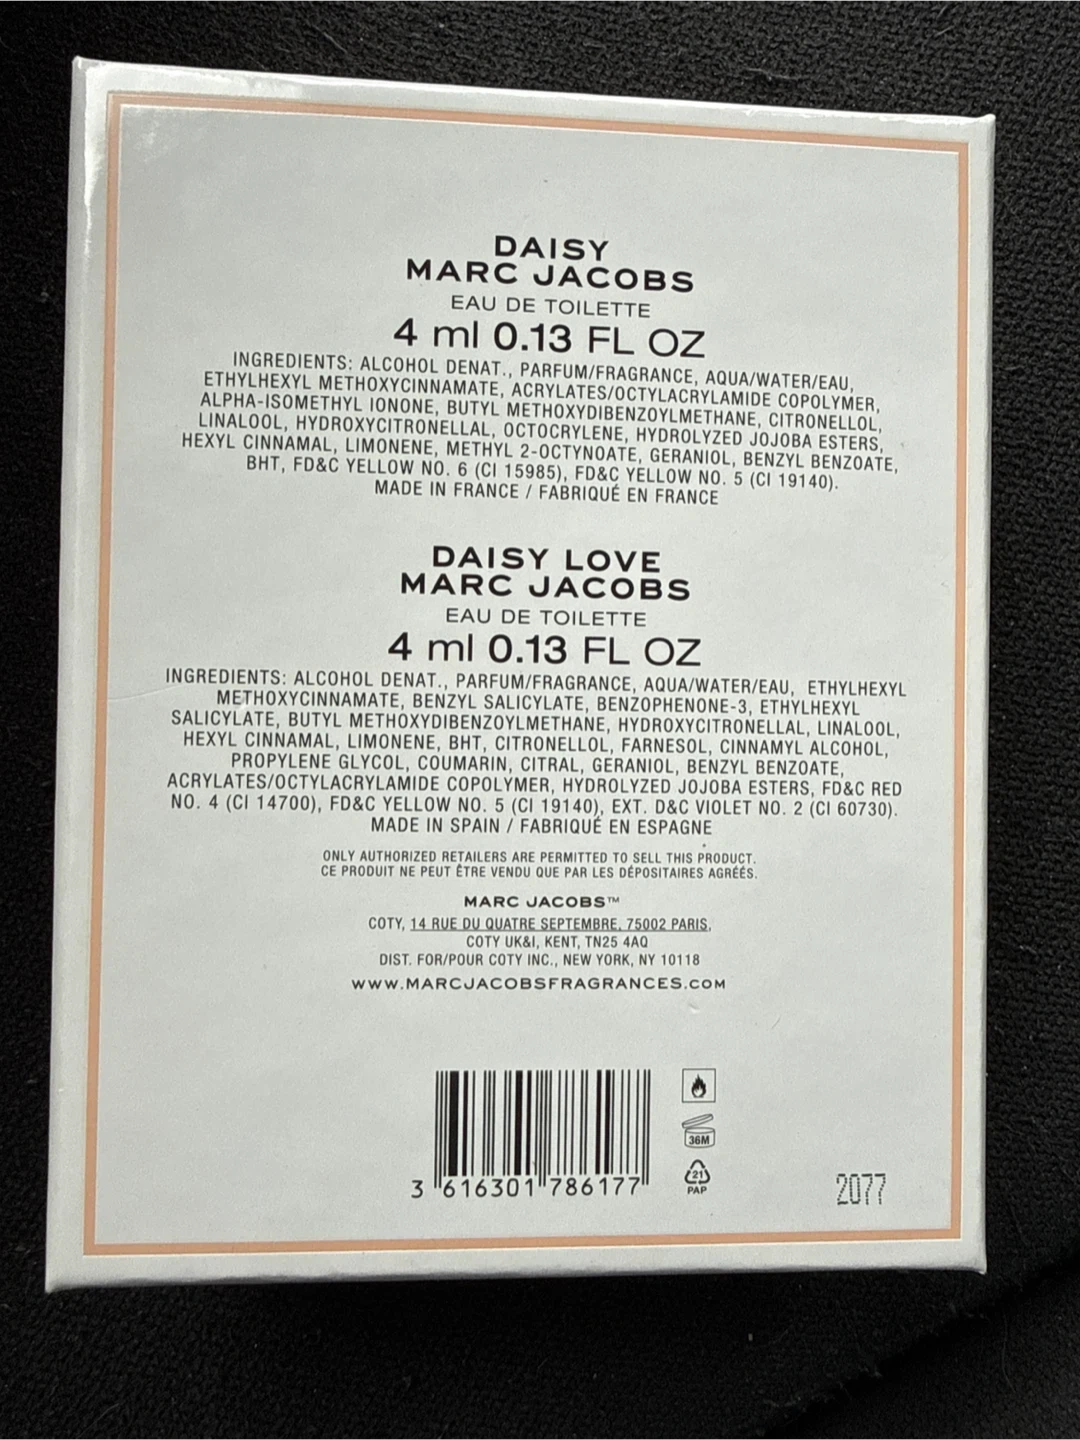 DAISY
MARC JACOBS
EAU DE TOILETTE
4 ml 0.13 FL OZ
INGREDIENTS: ALCOHOL DENAT., PARFUM/FRAGRANCE, AQUA/WATER/EAU,
ETHYLHEXYL METHOXYCINNAMATE, ACRYLATES/OCTYLACRYLAMIDE COPOLYMER,
ALPHA-ISOMETHYL IONONE, BUTYL METHOXYDIBENZOYLMETHANE, CITRONELLOL,
LINALOOL, HYDROXYCITRONELLAL, OCTOCRYLENE, HYDROLYZED JOJOBA ESTERS,
HEXYL CINNAMAL, LIMONENE, METHYL 2-OCTYNOATE, GERANIOL, BENZYL BENZOATE,
BHT, FD&C YELLOW NO. 6 (CI 15985), FD&C YELLOW NO. 5 (CI 19140).
MADE IN FRANCE / FABRIQUÉ EN FRANCE
DAISY LOVE
MARC JACOBS
EAU DE TOILETTE
4 ml 0.13 FL OZ
INGREDIENTS: ALCOHOL DENAT., PARFUM/FRAGRANCE, AQUA/WATER/EAU, ETHYLHEXYL
METHOXYCINNAMATE, BENZYL SALICYLATE, BENZOPHENONE-3, ETHYLHEXYL
SALICYLATE, BUTYL METHOXYDIBENZOYLMETHANE, HYDROXYCITRONELLAL, LINALOOL,
HEXYL CINNAMAL, LIMONENE, BHT, CITRONELLOL, FARNESOL, CINNAMYL ALCOHOL,
PROPYLENE GLYCOL, COUMARIN, CITRAL, GERANIOL, BENZYL BENZOATE,
ACRYLATES/OCTYLACRYLAMIDE COPOLYMER, HYDROLYZED JOJOBA ESTERS, FD&C RED
NO. 4 (CI 14700), FD&C YELLOW NO. 5 (CI 19140), EXT. D&C VIOLET NO. 2 (CI 60730).
MADE IN SPAIN / FABRIQUÉ EN ESPAGNE
ONLY AUTHORIZED RETAILERS ARE PERMITTED TO SELL THIS PRODUCT.
CE PRODUIT NE PEUT ÊTRE VENDU QUE PAR LES DÉPOSITAIRES AGRÉÉS.
MARC JACOBS™
COTY, 14 RUE DU QUATRE SEPTEMBRE, 75002 PARIS,
COTY UK&I, KENT, TN25 4AQ
DIST. FOR/POUR COTY INC., NEW YORK, NY 10118
WWW.MARCJACOBSFRAGRANCES.COM
36M
21
PAP
3 616301 786177
2077